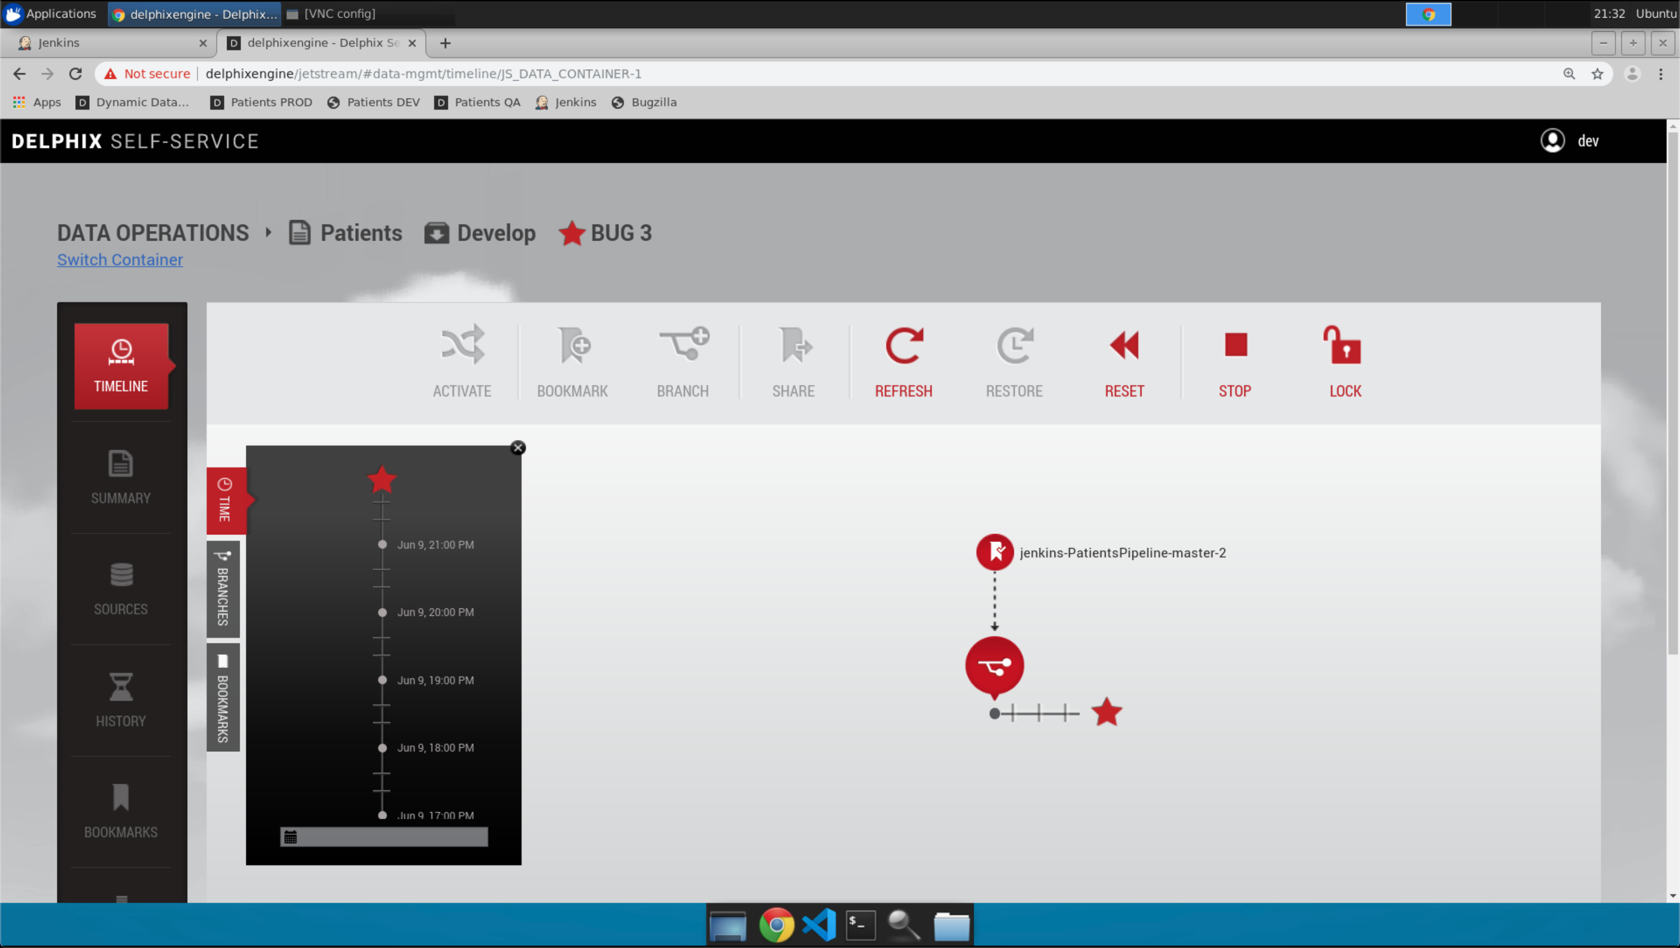 Applications
delphixengine - Delphix...
[VNC config]
21:32 Ubuntu
Jenkins
delphixengine - Delphix Se
Not secure
delphixengine/jetstream/#data-mgmt/timeline/JS_DATA_CONTAINER-1
Apps
Dynamic Data...
Patients PROD
Patients DEV
Patients QA
Jenkins
Bugzilla
DELPHIX SELF-SERVICE
dev
DATA OPERATIONS
Patients
Develop
BUG 3
Switch Container
TIMELINE
SUMMARY
SOURCES
HISTORY
BOOKMARKS
ACTIVATE
BOOKMARK
BRANCH
SHARE
REFRESH
RESTORE
RESET
STOP
LOCK
TIME
BRANCHES
BOOKMARKS
Jun 9, 21:00 PM
Jun 9, 20:00 PM
Jun 9, 19:00 PM
Jun 9, 18:00 PM
Jun 9, 17:00 PM
jenkins-PatientsPipeline-master-2